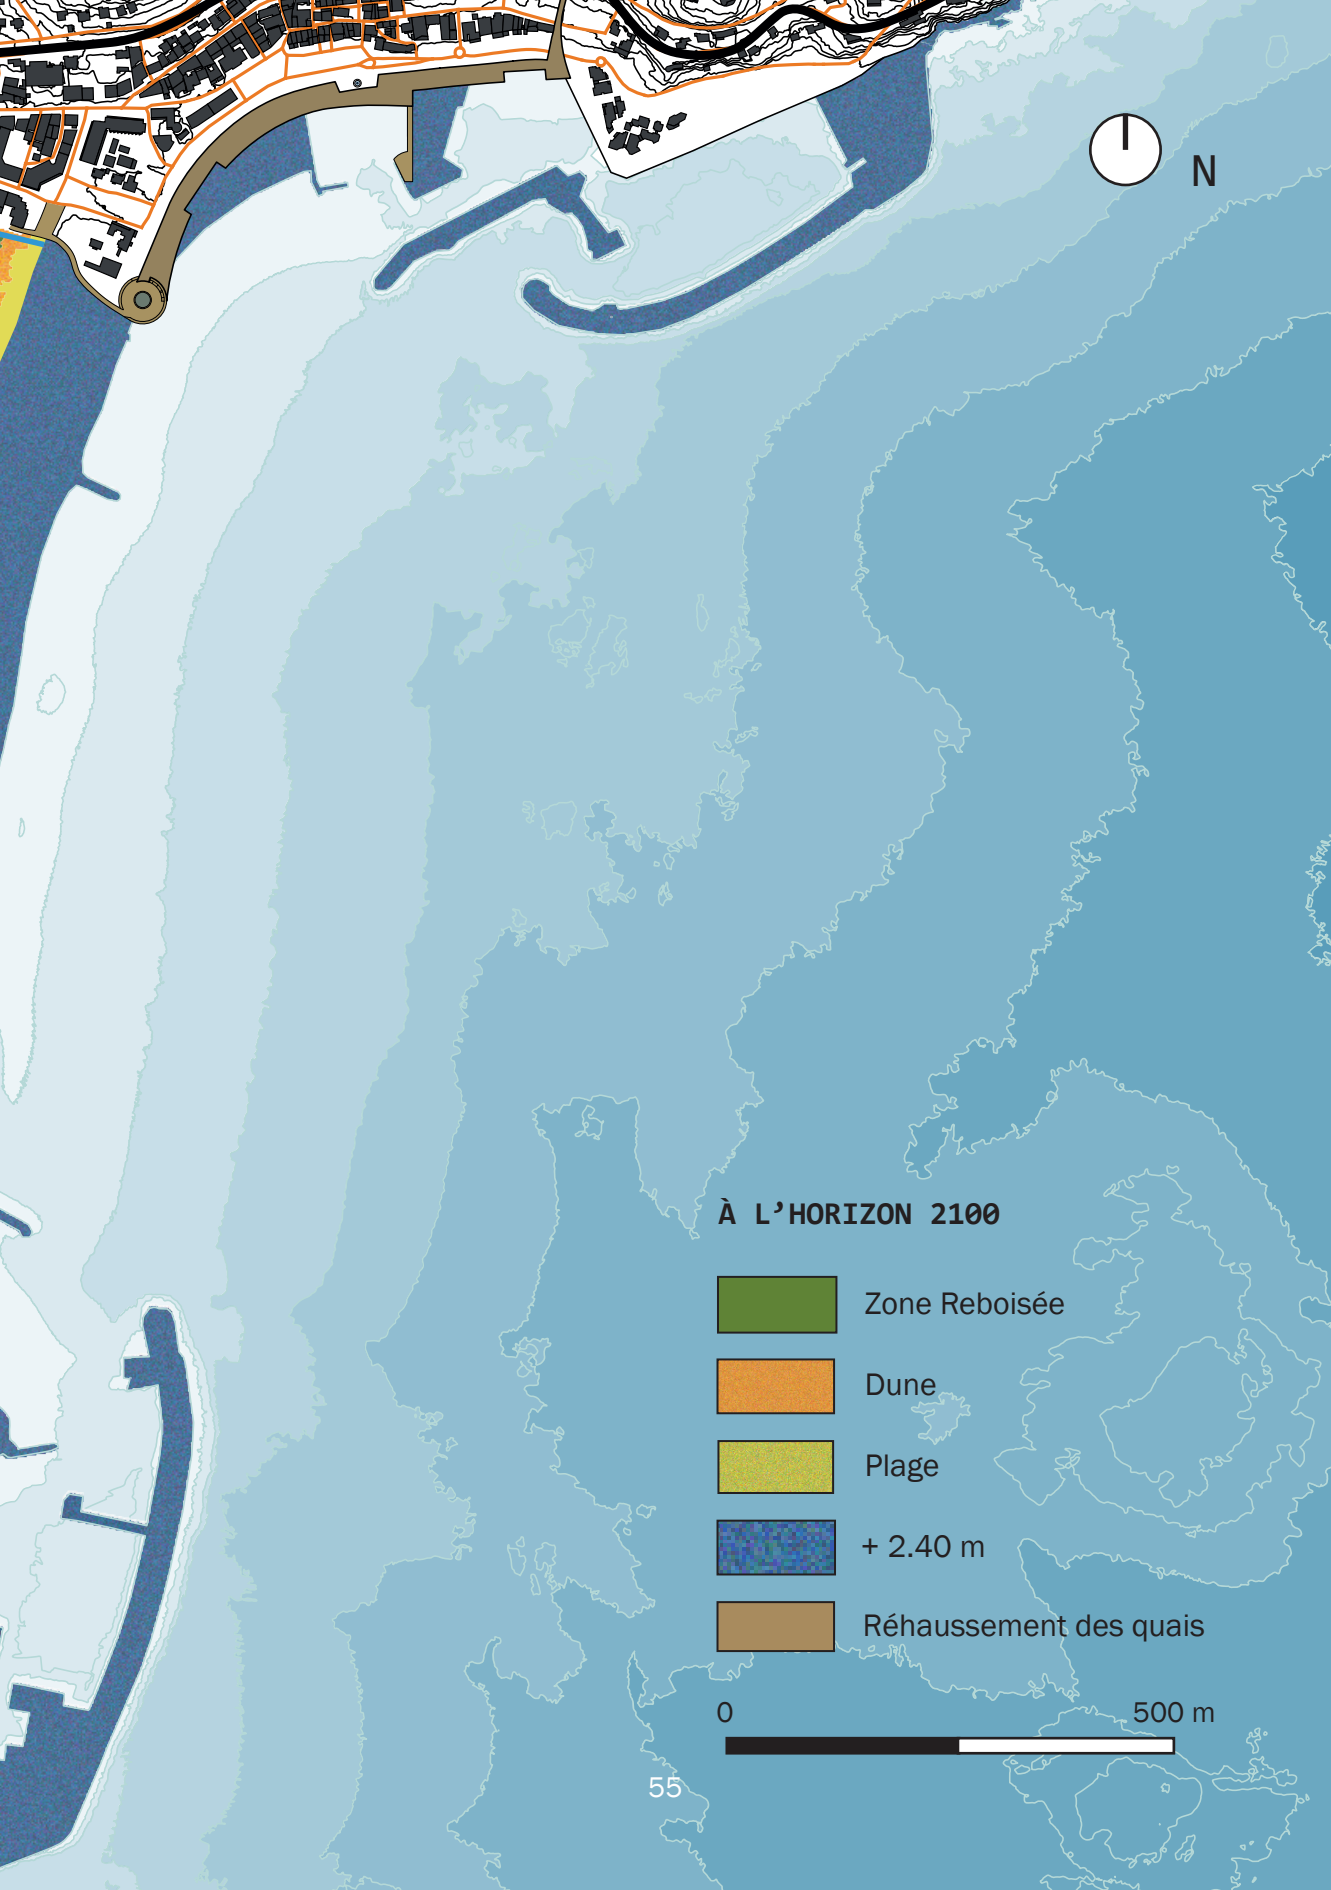 N
À L’HORIZON 2100
Zone Reboisée
Dune
Plage
+ 2.40 m
Réhaussement des quais
0 500 m
55